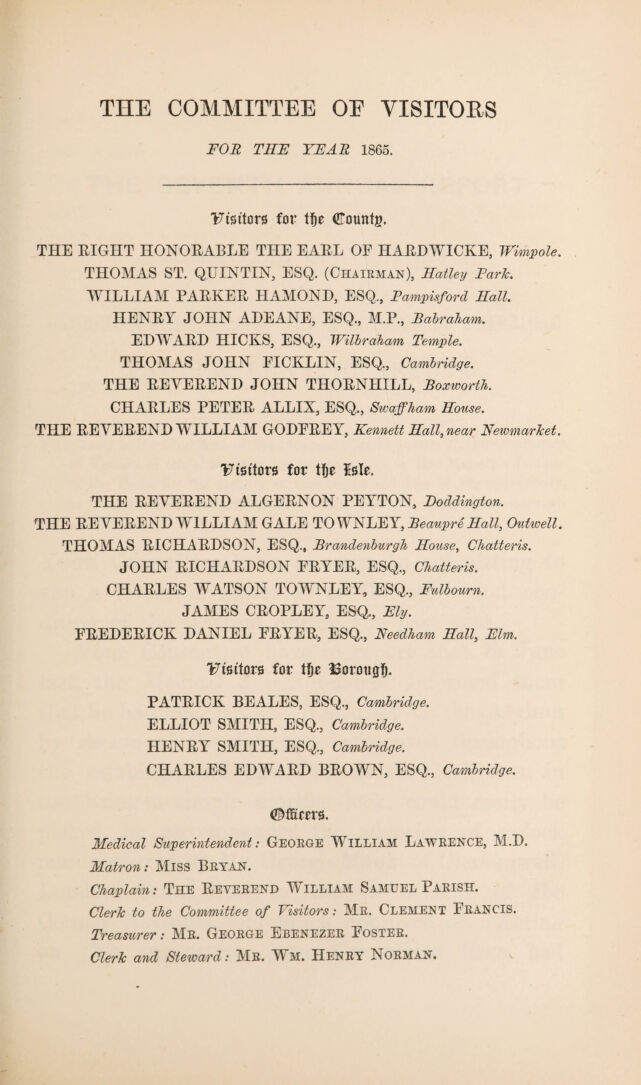 THE COMMITTEE OF VISITORS
FOR THE YEAR 1865.
Visitors for the County.
THE RIGHT HONORABLE THE EARL OF HARDWICKE, Wimpole.
THOMAS ST. QUINTIN, ESQ. (CHAIRMAN), Hatley Park.
WILLIAM PARKER HAMOND, ESQ., Pampisford Hall.
HENRY JOHN ADEANE, ESQ., M.P., Babraham.
EDWARD HICKS, ESQ., Wilbraham Temple.
THOMAS JOHN FICKLIN, ESQ., Cambridge.
THE REVEREND JOHN THORNHILL, Boxworth.
CHARLES PETER ALLIX, ESQ., Swaffham House.
THE REVEREND WILLIAM GODFREY, Kennett Hall, near Newmarket.
Visitors for the Isle.
THE REVEREND ALGERNON PEYTON, Doddington.
THE REVEREND WILLIAM GALE TOWNLEY, Beaupré Hall, Outwell.
THOMAS RICHARDSON, ESQ., Brandenburgh House, Chatteris.
JOHN RICHARDSON FRYER, ESQ., Chatteris.
CHARLES WATSON TOWNLEY, ESQ., Fulbourn.
JAMES CROPLEY, ESQ., Ely.
FREDERICK DANIEL FRYER, ESQ., Needham Hall, Elm.
Visitors for the Borough.
PATRICK BEALES, ESQ., Cambridge.
ELLIOT SMITH, ESQ., Cambridge.
HENRY SMITH, ESQ., Cambridge.
CHARLES EDWARD BROWN, ESQ., Cambridge.
Officers.
Medical Superintendent: GEORGE WILLIAM LAWRENCE, M.D.
Matron: MISS BRYAN.
Chaplain: THE REVEREND WILLIAM SAMUEL PARISH.
Clerk to the Committee of Visitors: MR. CLEMENT FRANCIS.
Treasurer: MR. GEORGE EBENEZER FOSTER.
Clerk and Steward: MR. WM. HENRY NORMAN.